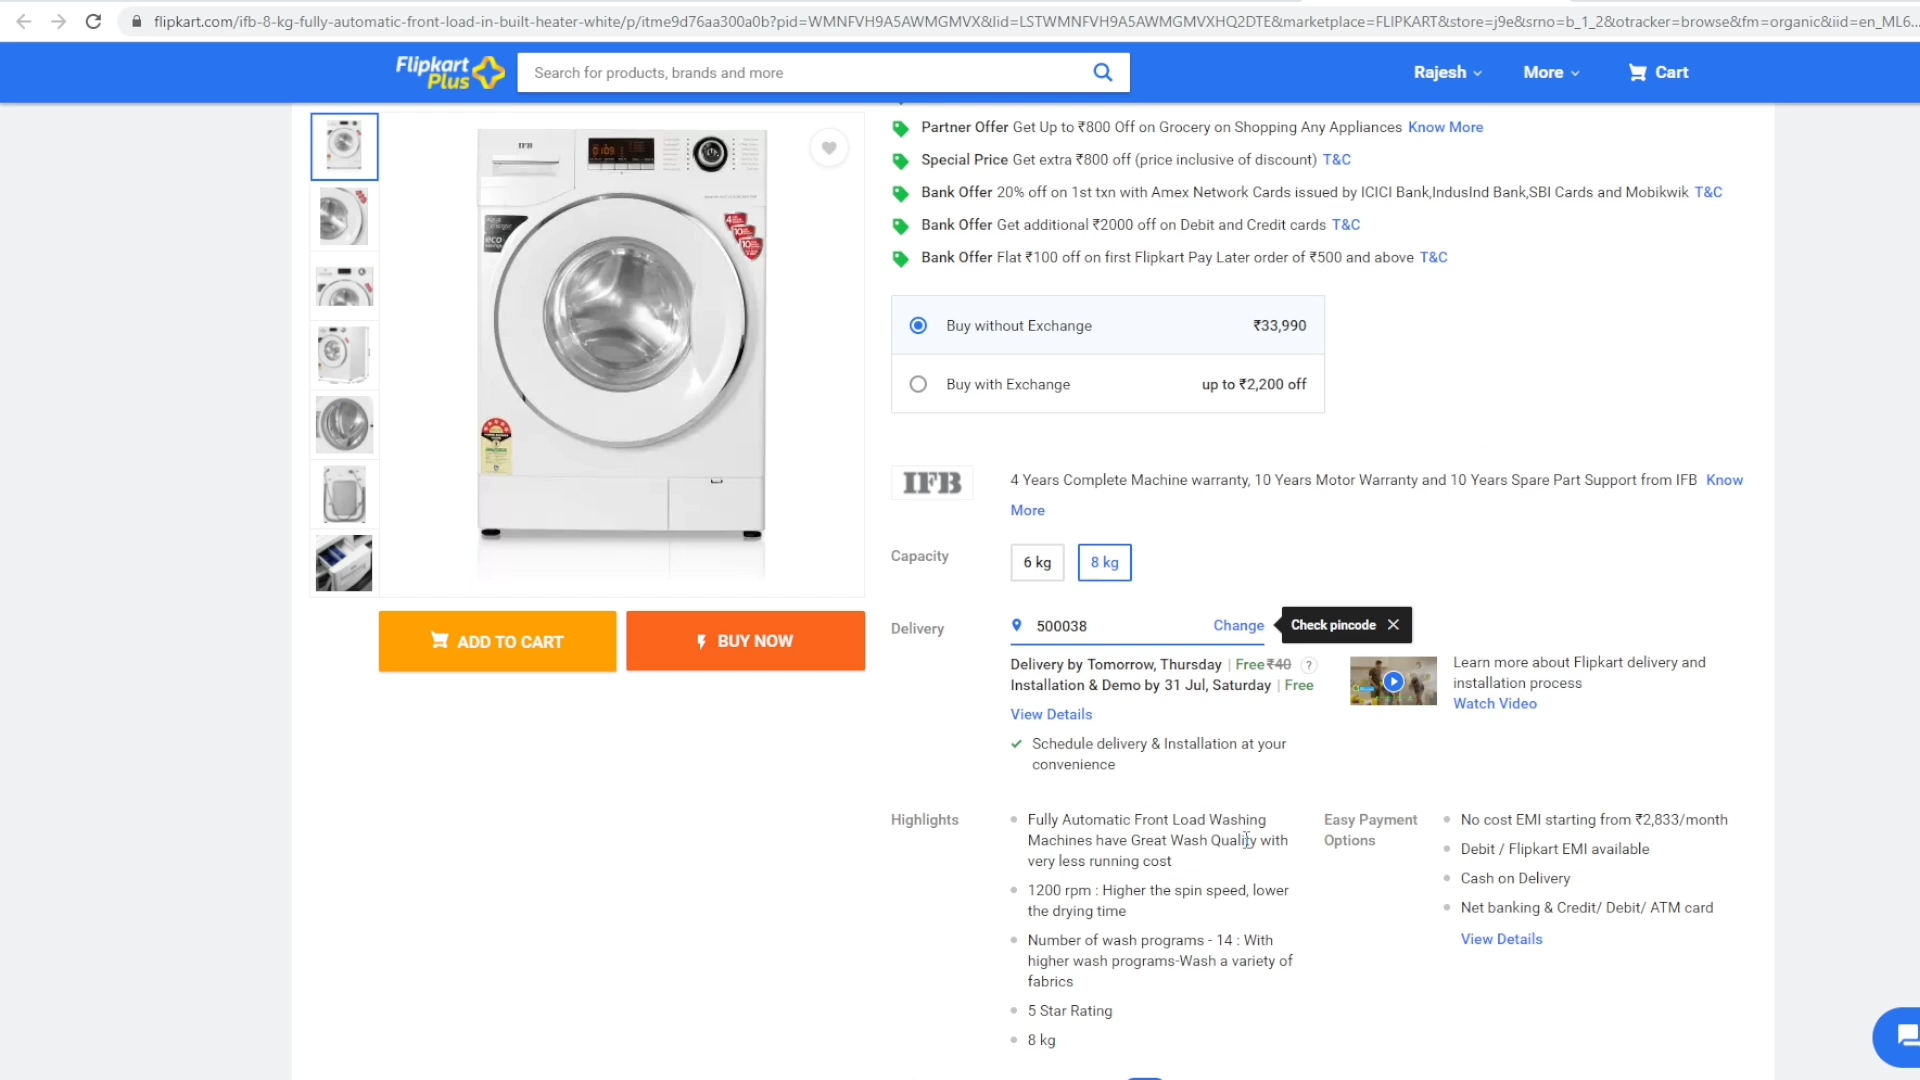 flipkart.com/ifb-8-kg-fully-automatic-front-load-in-built-heater-white/p/itme9d76aa300a0b?pid=WMNFVH9A5AWMGMVX&lid=LSTWMNFVH9A5AWMGMVXHQ2DTE&marketplace=FLIPKART&store=j9e&srno=b_1_2&otracker=browse&fm=organic&iid=en_ML6...
Flipkart
Plus
Search for products, brands and more
Rajesh
More
Cart
Partner Offer Get Up to ₹800 Off on Grocery on Shopping Any Appliances Know More
Special Price Get extra ₹800 off (price inclusive of discount) T&C
Bank Offer 20% off on 1st txn with Amex Network Cards issued by ICICI Bank,IndusInd Bank,SBI Cards and Mobikwik T&C
Bank Offer Get additional ₹2000 off on Debit and Credit cards T&C
Bank Offer Flat ₹100 off on first Flipkart Pay Later order of ₹500 and above T&C
IFB
eco
Buy without Exchange ₹33,990
Buy with Exchange up to ₹2,200 off
IFB
4 Years Complete Machine warranty, 10 Years Motor Warranty and 10 Years Spare Part Support from IFB Know
More
Capacity
6 kg
8 kg
ADD TO CART
BUY NOW
Delivery
500038
Change
Check pincode
Delivery by Tomorrow, Thursday | Free ₹40 ?
Installation & Demo by 31 Jul, Saturday | Free
View Details
Schedule delivery & Installation at your
convenience
Learn more about Flipkart delivery and
installation process
Watch Video
Highlights
Fully Automatic Front Load Washing
Machines have Great Wash Quality with
very less running cost
1200 rpm : Higher the spin speed, lower
the drying time
Number of wash programs - 14 : With
higher wash programs-Wash a variety of
fabrics
5 Star Rating
8 kg
Easy Payment
Options
No cost EMI starting from ₹2,833/month
Debit / Flipkart EMI available
Cash on Delivery
Net banking & Credit/ Debit/ ATM card
View Details